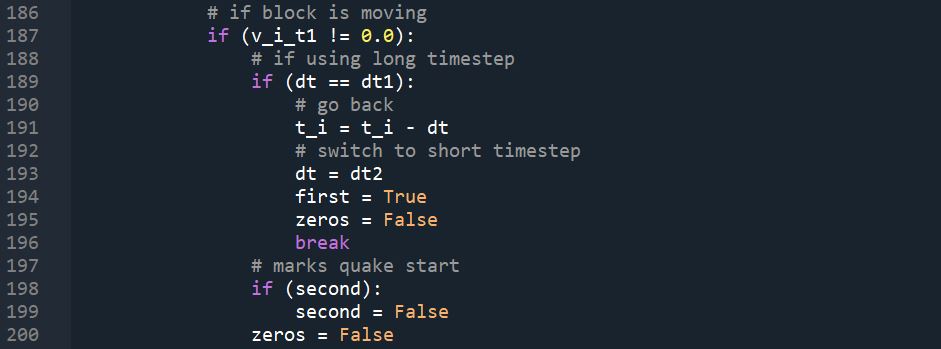 186 # if block is moving
187 if (v_i_t1 != 0.0):
188 # if using long timestep
189 if (dt == dt1):
190 # go back
191 t_i = t_i - dt
192 # switch to short timestep
193 dt = dt2
194 first = True
195 zeros = False
196 break
197 # marks quake start
198 if (second):
199 second = False
200 zeros = False